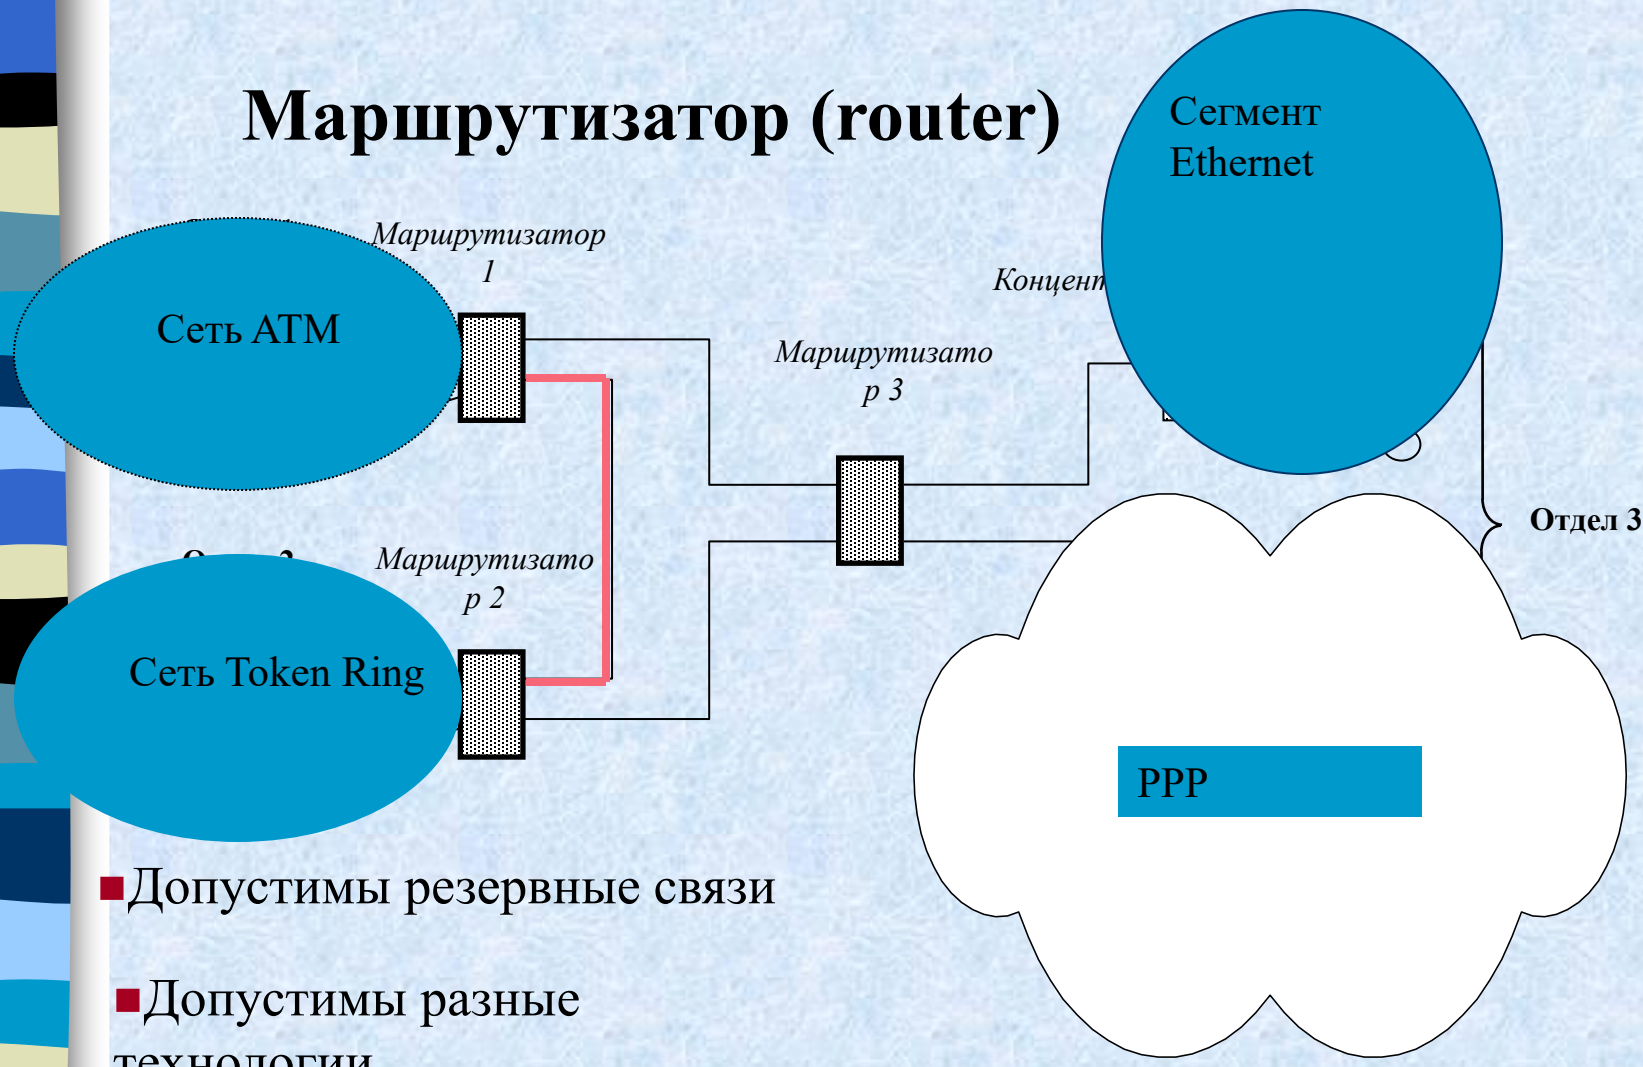 Маршрутизатор (router)
Сегмент
Ethernet
Маршрутизатор
1
Сеть ATM
Маршрутизато
р 3
Отдел 3
Маршрутизато
р 2
Сеть Token Ring
PPP
Допустимы резервные связи
Допустимы разные
технологии